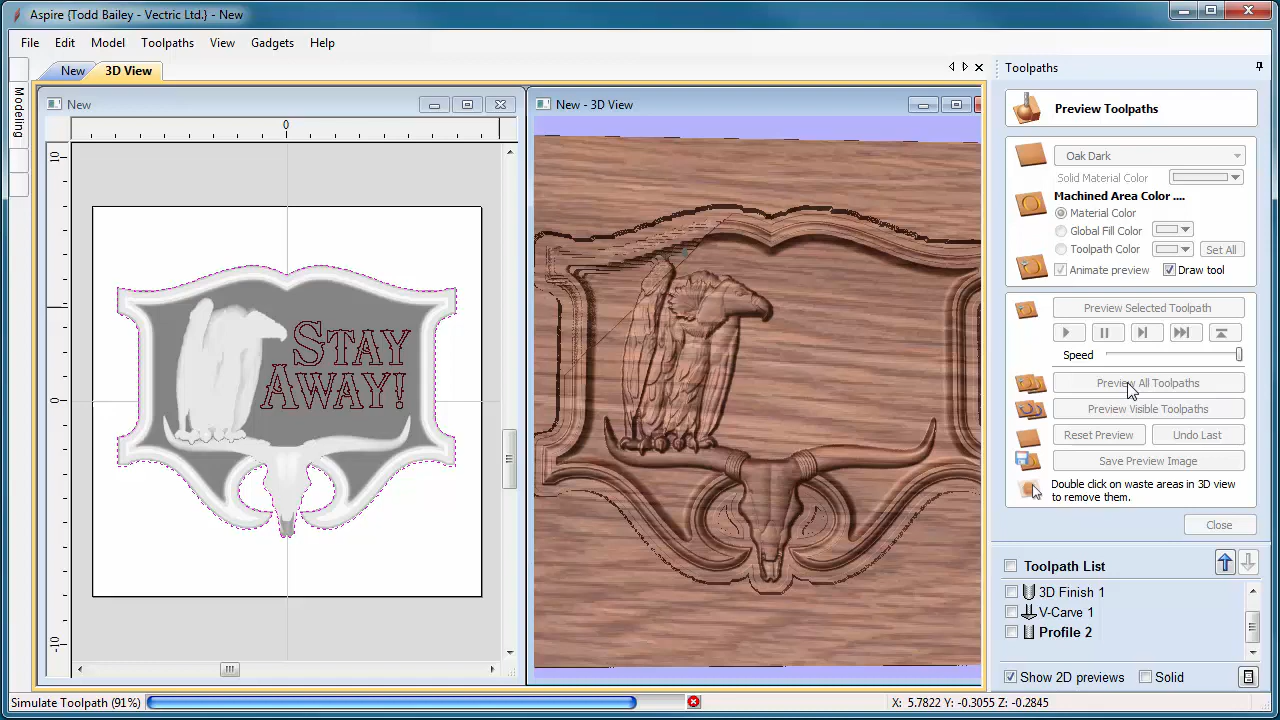 Aspire {Todd Bailey - Vectric Ltd.} - New
File Edit Model Toolpaths View Gadgets Help
New 3D View
Toolpaths
Modeling
New
New - 3D View
Preview Toolpaths
0
10
0
-10
STAY
AWAY!
Oak Dark
Solid Material Color
Machined Area Color ....
Material Color
Global Fill Color
Toolpath Color Set All
Animate preview Draw tool
Preview Selected Toolpath
Speed
Preview All Toolpaths
Preview Visible Toolpaths
Reset Preview Undo Last
Save Preview Image
Double click on waste areas in 3D view
to remove them.
Close
Toolpath List
3D Finish 1
V-Carve 1
Profile 2
Show 2D previews Solid
Simulate Toolpath (91%)
X: 5.7822 Y: -0.3055 Z: -0.2845